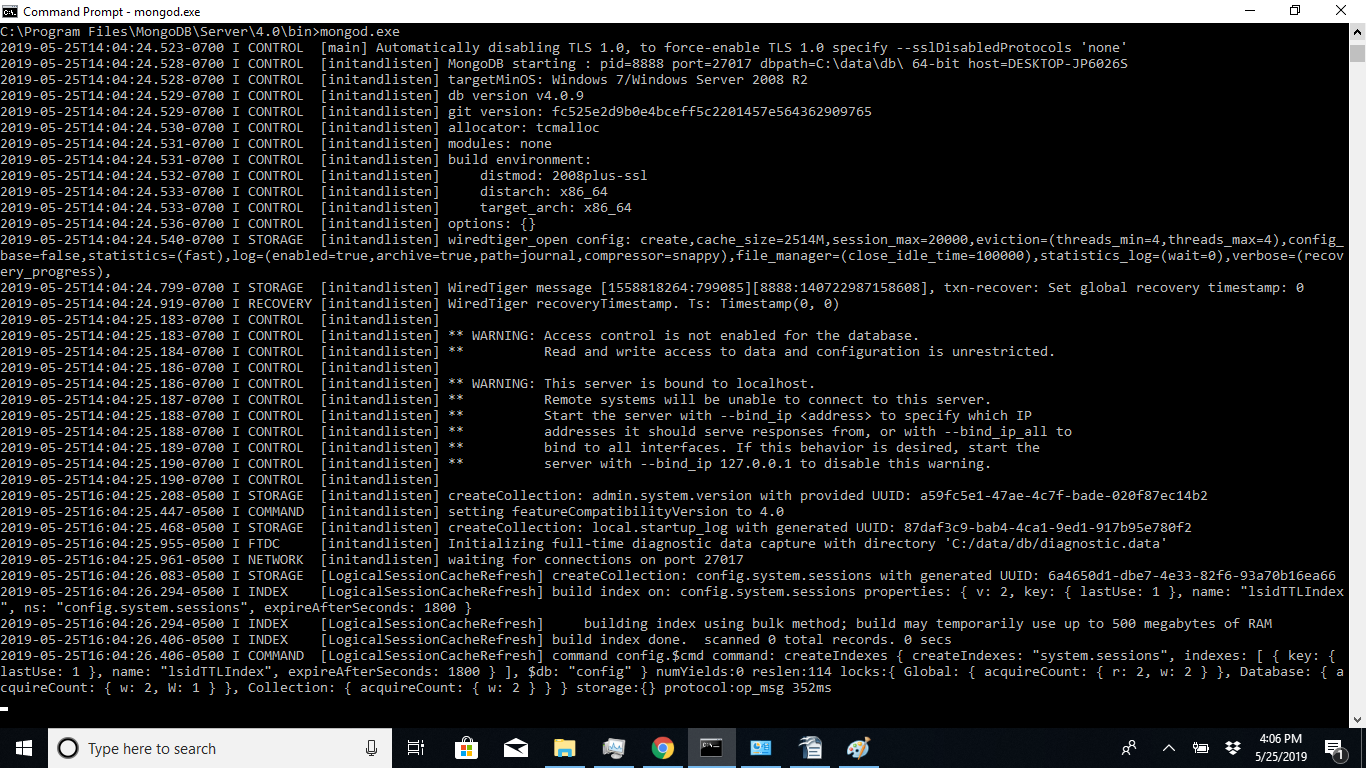 Command Prompt - mongod.exe
C:\Program Files\MongoDB\Server\4.0\bin>mongod.exe
2019-05-25T14:04:24.523-0700 I CONTROL  [main] Automatically disabling TLS 1.0, to force-enable TLS 1.0 specify --sslDisabledProtocols 'none'
2019-05-25T14:04:24.528-0700 I CONTROL  [initandlisten] MongoDB starting : pid=8888 port=27017 dbpath=C:\data\db\ 64-bit host=DESKTOP-JP6026S
2019-05-25T14:04:24.528-0700 I CONTROL  [initandlisten] targetMinOS: Windows 7/Windows Server 2008 R2
2019-05-25T14:04:24.529-0700 I CONTROL  [initandlisten] db version v4.0.9
2019-05-25T14:04:24.529-0700 I CONTROL  [initandlisten] git version: fc525e2d9b0e4bceff5c2201457e564362909765
2019-05-25T14:04:24.530-0700 I CONTROL  [initandlisten] allocator: tcmalloc
2019-05-25T14:04:24.531-0700 I CONTROL  [initandlisten] modules: none
2019-05-25T14:04:24.531-0700 I CONTROL  [initandlisten] build environment:
2019-05-25T14:04:24.532-0700 I CONTROL  [initandlisten]     distmod: 2008plus-ssl
2019-05-25T14:04:24.533-0700 I CONTROL  [initandlisten]     distarch: x86_64
2019-05-25T14:04:24.533-0700 I CONTROL  [initandlisten]     target_arch: x86_64
2019-05-25T14:04:24.536-0700 I CONTROL  [initandlisten] options: {}
2019-05-25T14:04:24.540-0700 I STORAGE  [initandlisten] wiredtiger_open config: create,cache_size=2514M,session_max=20000,eviction=(threads_min=4,threads_max=4),config_
base=false,statistics=(fast),log=(enabled=true,archive=true,path=journal,compressor=snappy),file_manager=(close_idle_time=100000),statistics_log=(wait=0),verbose=(recov
ery_progress),
2019-05-25T14:04:24.799-0700 I STORAGE  [initandlisten] WiredTiger message [1558818264:799085][8888:140722987158608], txn-recover: Set global recovery timestamp: 0
2019-05-25T14:04:24.919-0700 I RECOVERY [initandlisten] WiredTiger recoveryTimestamp. Ts: Timestamp(0, 0)
2019-05-25T14:04:25.183-0700 I CONTROL  [initandlisten]
2019-05-25T14:04:25.183-0700 I CONTROL  [initandlisten] ** WARNING: Access control is not enabled for the database.
2019-05-25T14:04:25.184-0700 I CONTROL  [initandlisten] **          Read and write access to data and configuration is unrestricted.
2019-05-25T14:04:25.186-0700 I CONTROL  [initandlisten]
2019-05-25T14:04:25.186-0700 I CONTROL  [initandlisten] ** WARNING: This server is bound to localhost.
2019-05-25T14:04:25.187-0700 I CONTROL  [initandlisten] **          Remote systems will be unable to connect to this server.
2019-05-25T14:04:25.188-0700 I CONTROL  [initandlisten] **          Start the server with --bind_ip <address> to specify which IP
2019-05-25T14:04:25.188-0700 I CONTROL  [initandlisten] **          addresses it should serve responses from, or with --bind_ip_all to
2019-05-25T14:04:25.189-0700 I CONTROL  [initandlisten] **          bind to all interfaces. If this behavior is desired, start the
2019-05-25T14:04:25.190-0700 I CONTROL  [initandlisten] **          server with --bind_ip 127.0.0.1 to disable this warning.
2019-05-25T14:04:25.190-0700 I CONTROL  [initandlisten]
2019-05-25T16:04:25.208-0500 I STORAGE  [initandlisten] createCollection: admin.system.version with provided UUID: a59fc5e1-47ae-4c7f-bade-020f87ec14b2
2019-05-25T16:04:25.447-0500 I COMMAND  [initandlisten] setting featureCompatibilityVersion to 4.0
2019-05-25T16:04:25.468-0500 I STORAGE  [initandlisten] createCollection: local.startup_log with generated UUID: 87daf3c9-bab4-4ca1-9ed1-917b95e780f2
2019-05-25T16:04:25.955-0500 I FTDC     [initandlisten] Initializing full-time diagnostic data capture with directory 'C:/data/db/diagnostic.data'
2019-05-25T16:04:25.961-0500 I NETWORK  [initandlisten] waiting for connections on port 27017
2019-05-25T16:04:26.083-0500 I STORAGE  [LogicalSessionCacheRefresh] createCollection: config.system.sessions with generated UUID: 6a4650d1-dbe7-4e33-82f6-93a70b16ea66
2019-05-25T16:04:26.294-0500 I INDEX    [LogicalSessionCacheRefresh] build index on: config.system.sessions properties: { v: 2, key: { lastUse: 1 }, name: "lsidTTLIndex
", ns: "config.system.sessions", expireAfterSeconds: 1800 }
2019-05-25T16:04:26.294-0500 I INDEX    [LogicalSessionCacheRefresh]     building index using bulk method; build may temporarily use up to 500 megabytes of RAM
2019-05-25T16:04:26.406-0500 I INDEX    [LogicalSessionCacheRefresh] build index done.  scanned 0 total records. 0 secs
2019-05-25T16:04:26.406-0500 I COMMAND  [LogicalSessionCacheRefresh] command config.$cmd command: createIndexes { createIndexes: "system.sessions", indexes: [ { key: {
lastUse: 1 }, name: "lsidTTLIndex", expireAfterSeconds: 1800 } ], $db: "config" } numYields:0 reslen:114 locks:{ Global: { acquireCount: { r: 2, w: 2 } }, Database: { a
cquireCount: { w: 2, W: 1 } }, Collection: { acquireCount: { w: 2 } } } storage:{} protocol:op_msg 352ms
Type here to search
4:06 PM
5/25/2019
1